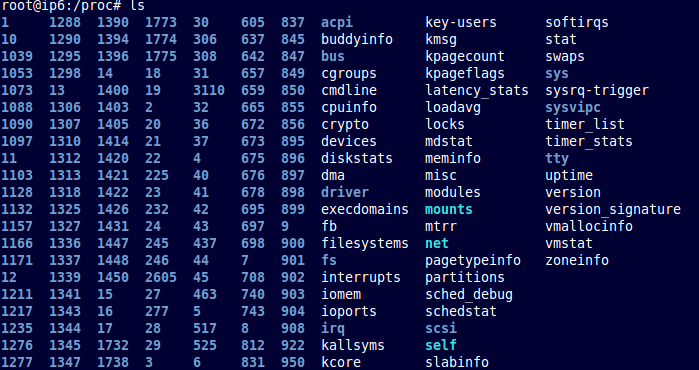 root@ip6:/proc# ls
1 1288 1390 1773 30 605 837 acpi key-users softirqs
10 1290 1394 1774 306 637 845 buddyinfo kmsg stat
1039 1295 1396 1775 308 642 847 bus kpagecount swaps
1053 1298 14 18 31 657 849 cgroups kpageflags sys
1073 13 1400 19 3110 659 850 cmdline latency_stats sysrq-trigger
1088 1306 1403 2 32 665 855 cpuinfo loadavg sysvipc
1090 1307 1405 20 36 672 856 crypto locks timer_list
1097 1310 1414 21 37 673 895 devices mdstat timer_stats
11 1312 1420 22 4 675 896 diskstats meminfo tty
1103 1313 1421 225 40 676 897 dma misc uptime
1128 1318 1422 23 41 678 898 driver modules version
1132 1325 1426 232 42 695 899 execdomains mounts version_signature
1157 1327 1431 24 43 697 9 fb mtrr vmallocinfo
1166 1336 1447 245 437 698 900 filesystems net vmstat
1171 1337 1448 246 44 7 901 fs pagetypeinfo zoneinfo
12 1339 1450 2605 45 708 902 interrupts partitions
1211 1341 15 27 463 740 903 iomem sched_debug
1217 1343 16 277 5 743 904 ioports schedstat
1235 1344 17 28 517 8 908 irq scsi
1276 1345 1732 29 525 812 922 kallsyms self
1277 1347 1738 3 6 831 950 kcore slabinfo